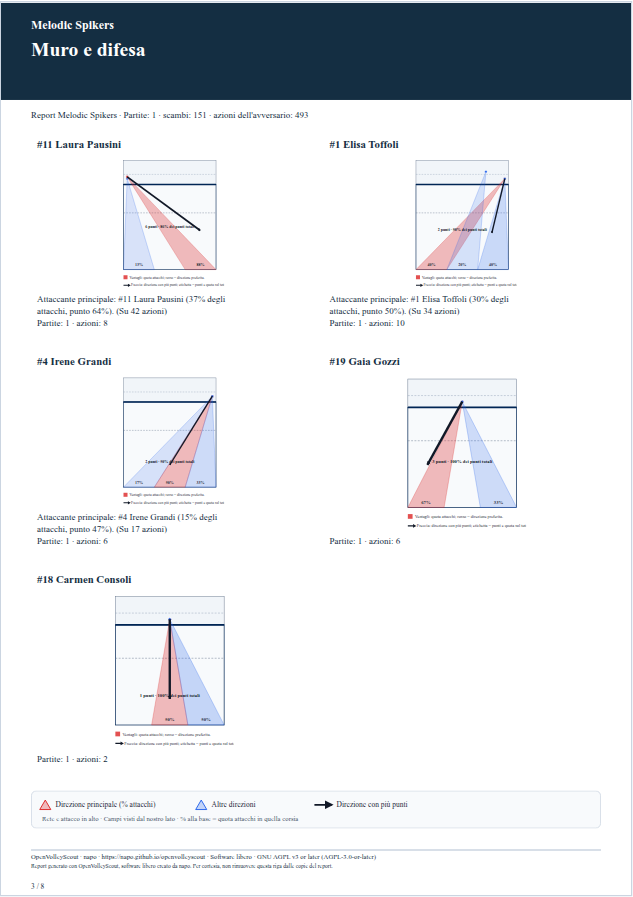 Melodic Spikers
Muro e difesa
Report Melodic Spikers · Partite: 1 · scambi: 151 · azioni dell'avversario: 493
#11 Laura Pausini
13%
Attaccante principale: #11 Laura Pausini (37% degli
attacchi, punto 64%). (Su 42 azioni)
Partite: 1 · azioni: 8
#1 Elisa Toffoli
Attaccante principale: #1 Elisa Toffoli (30% degli
attacchi, punto 50%). (Su 34 azioni)
Partite: 1 · azioni: 10
#4 Irene Grandi
Attaccante principale: #4 Irene Grandi (15% degli
attacchi, punto 47%). (Su 17 azioni)
Partite: 1 · azioni: 6
#19 Gaia Gozzi
Partite: 1 · azioni: 6
#18 Carmen Consoli
Partite: 1 · azioni: 2
Direzione principale (% attacchi)
Altre direzioni
Direzione con più punti
Rete e attacco in alto · Campi visti dal nostro lato · % alla base = quota attacchi in quella corsia
OpenVolleyScout · napo · https://napo.github.io/openvolleyscout · Software libero · GNU AGPL v3 or later (AGPL-3.0-or-later)
Report generato con OpenVolleyScout, software libero creato da napo. Per cortesia, non rimuovere questa riga dalle copie del report.
3 / 8